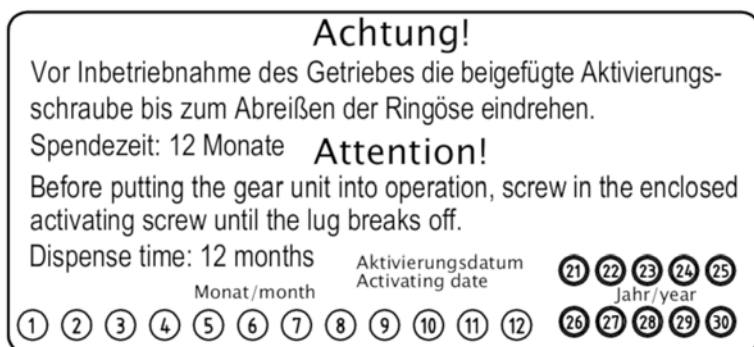 Achtung!
Vor Inbetriebnahme des Getriebes die beigefügte Aktivierungs-
schraube bis zum Abreißen der Ringöse eindrehen.
Spendezeit: 12 Monate
Attention!
Before putting the gear unit into operation, screw in the enclosed
activating screw until the lug breaks off.
Dispense time: 12 months
Aktivierungsdatum
Activating date
Monat/month
1 2 3 4 5 6 7 8 9 10 11 12
21 22 23 24 25
Jahr/year
26 27 28 29 30